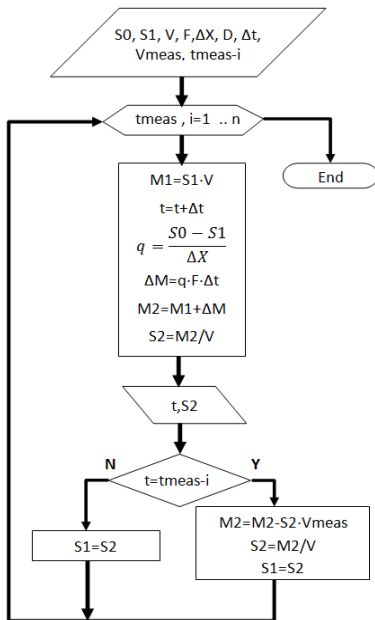 S0, S1, V, F,ΔX, D, Δt,
Vmeas, tmeas-i
tmeas , i=1 .. n
End
M1=S1·V
t=t+Δt
q = (S0 − S1)/ΔX
ΔM=q·F·Δt
M2=M1+ΔM
S2=M2/V
t,S2
N
Y
t=tmeas-i
S1=S2
M2=M2-S2·Vmeas
S2=M2/V
S1=S2